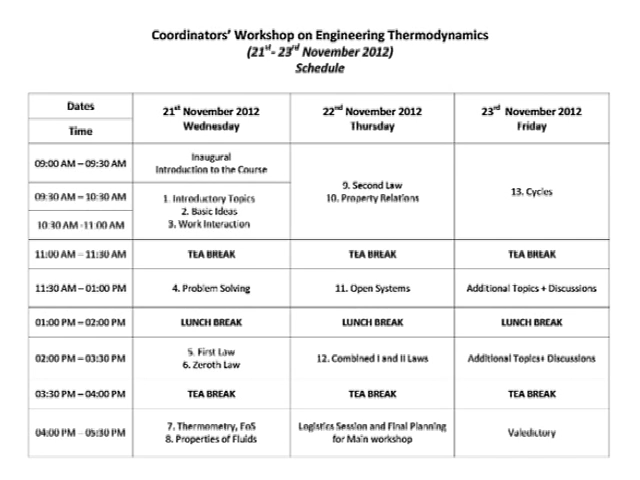 Coordinators' Workshop on Engineering Thermodynamics
(21st - 23rd November 2012)
Schedule
Dates
Time
21st November 2012
Wednesday
22nd November 2012
Thursday
23rd November 2012
Friday
09:00 AM – 09:30 AM
Inaugural
Introduction to the Course
9. Second Law
10. Property Relations
13. Cycles
09:30 AM – 10:30 AM
10:30 AM -11:00 AM
1. Introductory Topics
2. Basic Ideas
3. Work Interaction
11:00 AM – 11:30 AM
TEA BREAK
TEA BREAK
TEA BREAK
11:30 AM – 01:00 PM
4. Problem Solving
11. Open Systems
Additional Topics + Discussions
01:00 PM – 02:00 PM
LUNCH BREAK
LUNCH BREAK
LUNCH BREAK
02:00 PM – 03:30 PM
5. First Law
6. Zeroth Law
12. Combined I and II Laws
Additional Topics+ Discussions
03:30 PM – 04:00 PM
TEA BREAK
TEA BREAK
TEA BREAK
04:00 PM – 05:30 PM
7. Thermometry, EoS
8. Properties of Fluids
Logistics Session and Final Planning
for Main workshop
Valedictory